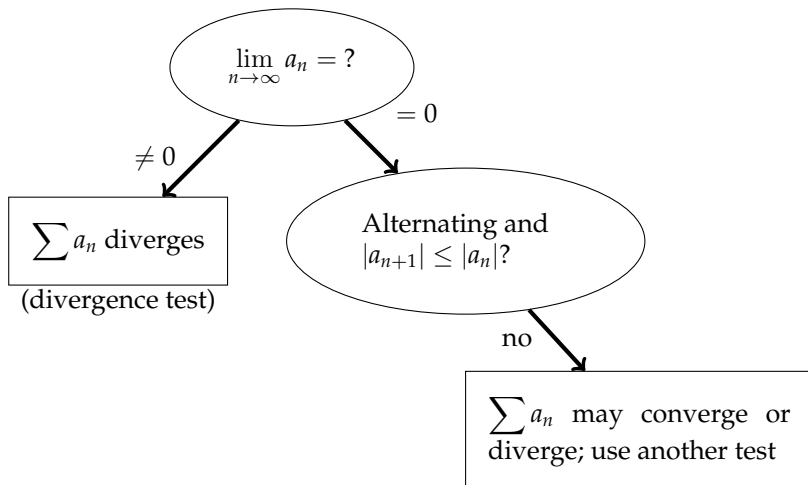 lim n→∞ a_n = ?
= 0
≠ 0
∑ a_n diverges
(divergence test)
Alternating and
|a_{n+1}| ≤ |a_n|?
no
∑ a_n may converge or
diverge; use another test